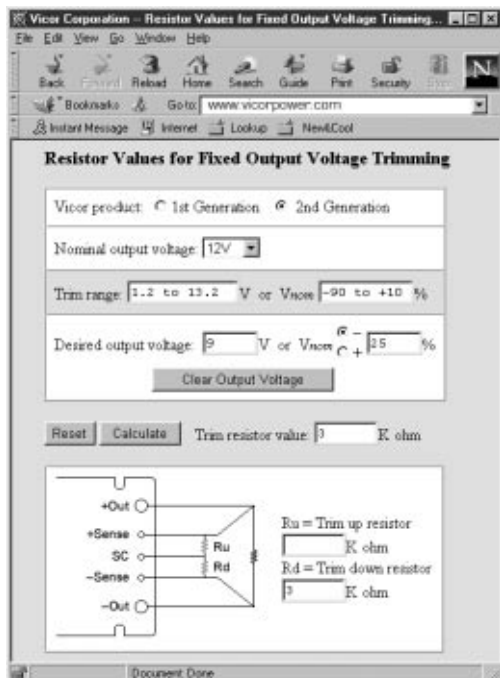 Vicor Corporation -- Resistor Values for Fixed Output Voltage Trimming...
File Edit View Go Window Help
Back Forward Reload Home Search Guide Print Security Stop
N
Bookmarks Go to: www.vicorpower.com
Instant Message Internet Lookup New&Cool
Resistor Values for Fixed Output Voltage Trimming
Vicor product: 1st Generation 2nd Generation
Nominal output voltage: 12V
Trim range: 1.2 to 13.2 V or Vnom -90 to +10 %
Desired output voltage: 9 V or Vnom - + 25 %
Clear Output Voltage
Reset Calculate Trim resistor value: 3 K ohm
+Out
+Sense
SC
-Sense
-Out
Ru
Rd
Ru = Trim up resistor
K ohm
Rd = Trim down resistor
3 K ohm
Document Done